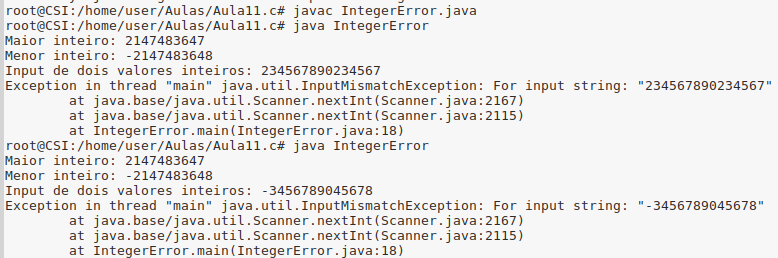 root@CSI:/home/user/Aulas/Aula11.c# javac IntegerError.java
root@CSI:/home/user/Aulas/Aula11.c# java IntegerError
Maior inteiro: 2147483647
Menor inteiro: -2147483648
Input de dois valores inteiros: 234567890234567
Exception in thread "main" java.util.InputMismatchException: For input string: "234567890234567"
        at java.base/java.util.Scanner.nextInt(Scanner.java:2167)
        at java.base/java.util.Scanner.nextInt(Scanner.java:2115)
        at IntegerError.main(IntegerError.java:18)
root@CSI:/home/user/Aulas/Aula11.c# java IntegerError
Maior inteiro: 2147483647
Menor inteiro: -2147483648
Input de dois valores inteiros: -3456789045678
Exception in thread "main" java.util.InputMismatchException: For input string: "-3456789045678"
        at java.base/java.util.Scanner.nextInt(Scanner.java:2167)
        at java.base/java.util.Scanner.nextInt(Scanner.java:2115)
        at IntegerError.main(IntegerError.java:18)